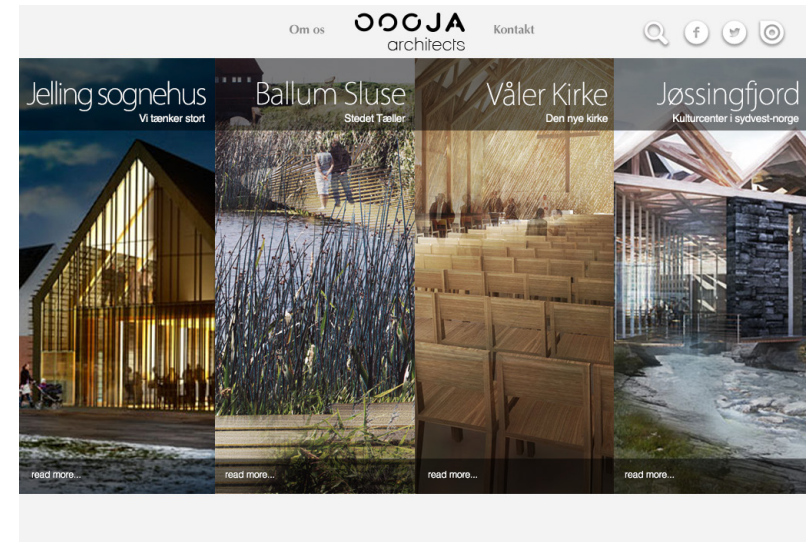 Om os
OOOJA
architects
Kontakt
Jelling sognehus
Vi tænker stort
Ballum Sluse
Stedet Tæller
Våler Kirke
Den nye kirke
Jøssingfjord
Kulturcenter i sydvest-norge
read more...
read more...
read more...
read more...